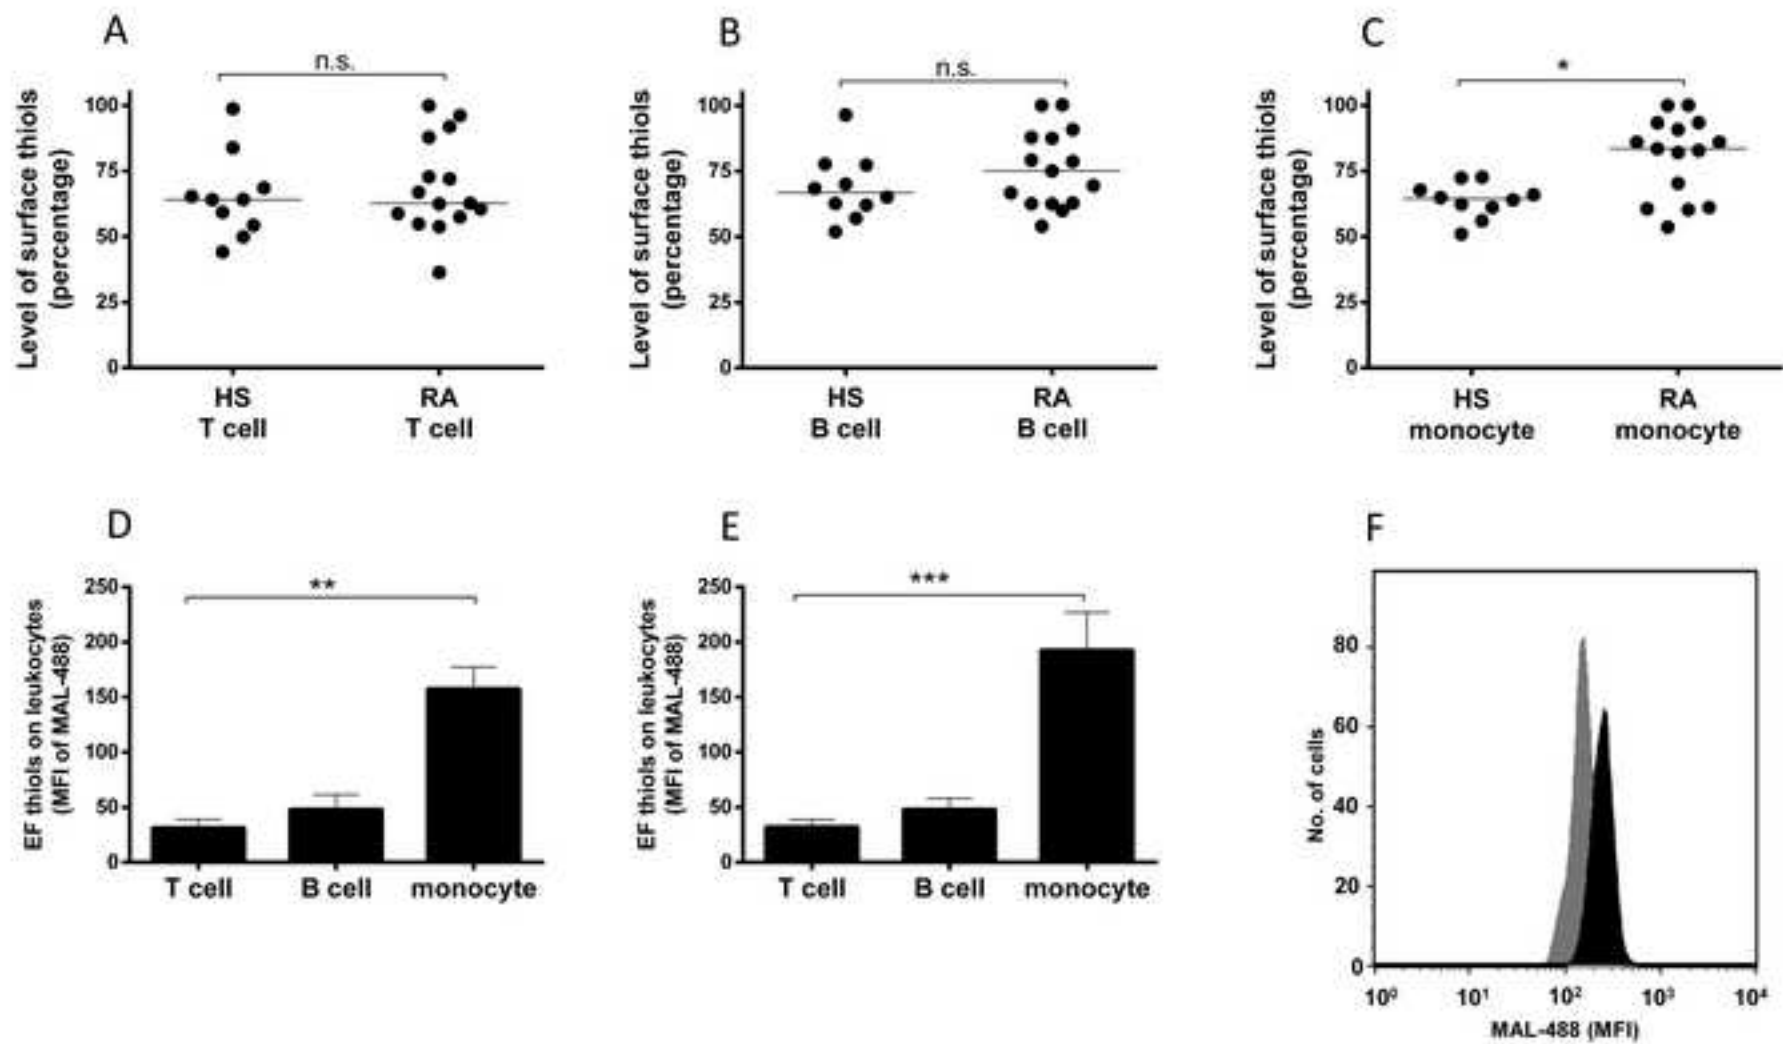 A
n.s.
Level of surface thiols
(percentage)
100
75
50
25
0
HS
T cell
RA
T cell
B
n.s.
Level of surface thiols
(percentage)
100
75
50
25
0
HS
B cell
RA
B cell
C
*
Level of surface thiols
(percentage)
100
75
50
25
0
HS
monocyte
RA
monocyte
D
**
EF thiols on leukocytes
(MFI of MAL-488)
250
200
150
100
50
0
T cell
B cell
monocyte
E
***
EF thiols on leukocytes
(MFI of MAL-488)
250
200
150
100
50
0
T cell
B cell
monocyte
F
No. of cells
80
60
40
20
0
10⁰
10¹
10²
10³
10⁴
MAL-488 (MFI)